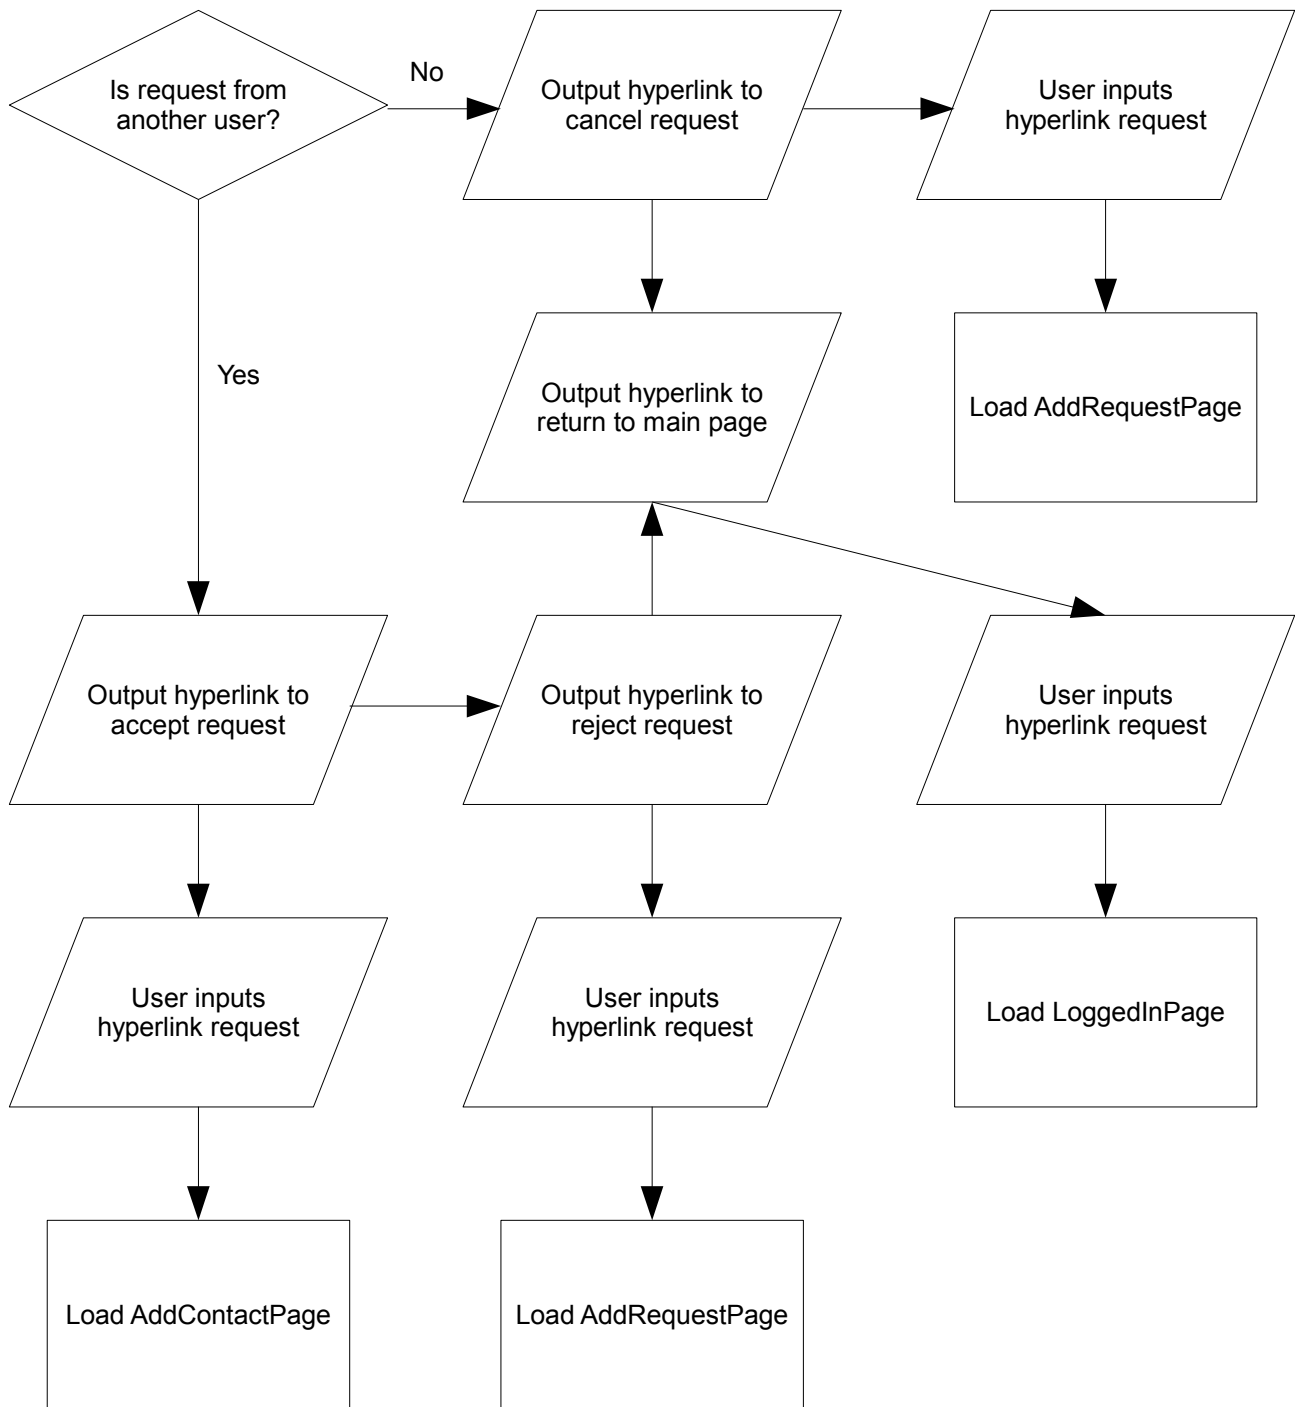 Is request from
another user?
No
Output hyperlink to
cancel request
User inputs
hyperlink request
Yes
Output hyperlink to
return to main page
Load AddRequestPage
Output hyperlink to
accept request
Output hyperlink to
reject request
User inputs
hyperlink request
User inputs
hyperlink request
User inputs
hyperlink request
Load LoggedInPage
Load AddContactPage
Load AddRequestPage